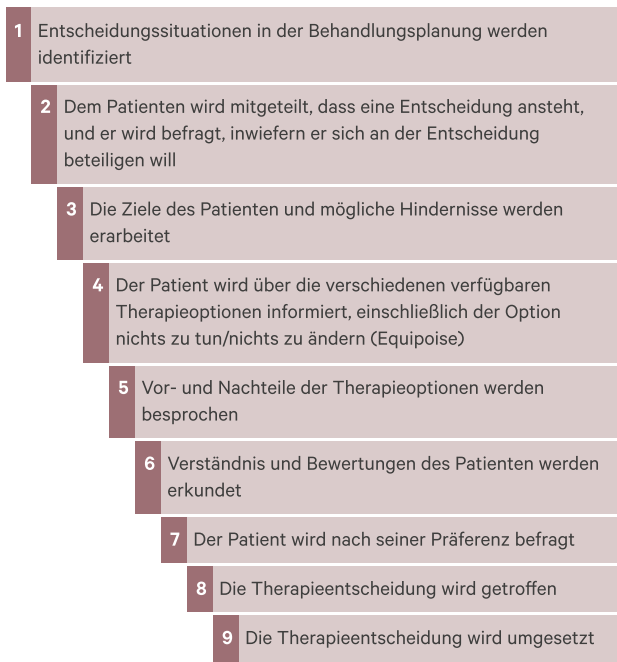 1 Entscheidungssituationen in der Behandlungsplanung werden
identifiziert
2 Dem Patienten wird mitgeteilt, dass eine Entscheidung ansteht,
und er wird befragt, inwiefern er sich an der Entscheidung
beteiligen will
3 Die Ziele des Patienten und mögliche Hindernisse werden
erarbeitet
4 Der Patient wird über die verschiedenen verfügbaren
Therapieoptionen informiert, einschließlich der Option
nichts zu tun/nichts zu ändern (Equipoise)
5 Vor- und Nachteile der Therapieoptionen werden
besprochen
6 Verständnis und Bewertungen des Patienten werden
erkundet
7 Der Patient wird nach seiner Präferenz befragt
8 Die Therapieentscheidung wird getroffen
9 Die Therapieentscheidung wird umgesetzt